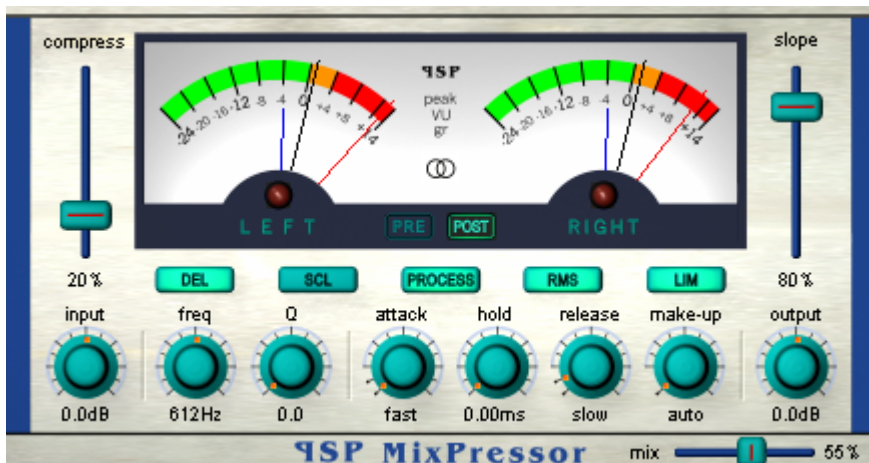 compress
slope
PSP
peak
VU
gr
-24 -20 -16 -12 -8 -4 0 +4 +8 +14
-24 -20 -16 -12 -8 -4 0 +4 +8 +14
LEFT
PRE POST
RIGHT
20% DEL SCL PROCESS RMS LIM 80%
input freq Q attack hold release make-up output
0.0dB 612Hz 0.0 fast 0.00ms slow auto 0.0dB
PSP MixPressor mix 55%